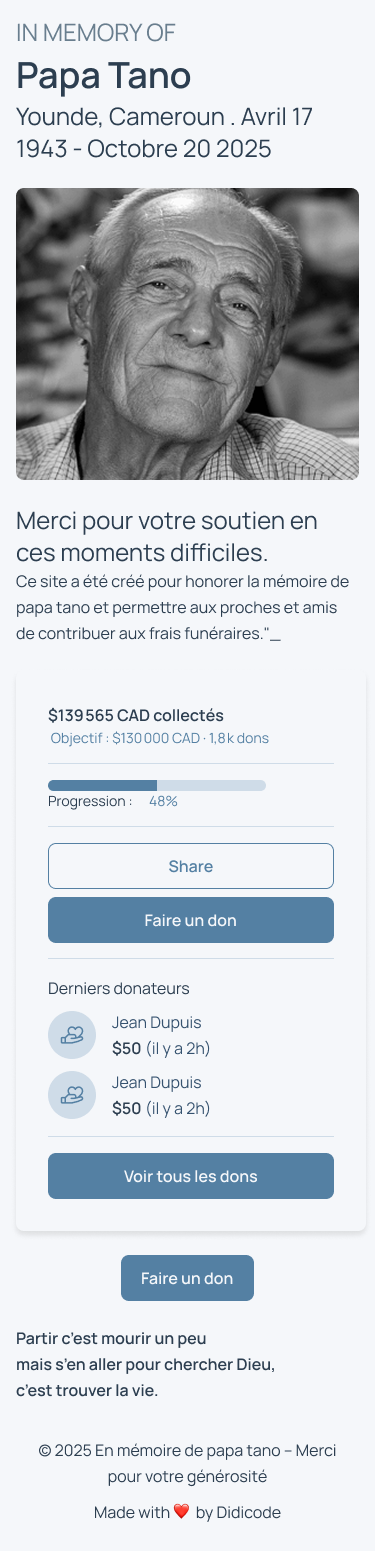 IN MEMORY OF
Papa Tano
Younde, Cameroun . Avril 17
1943 - Octobre 20 2025
Merci pour votre soutien en
ces moments difficiles.
Ce site a été créé pour honorer la mémoire de
papa tano et permettre aux proches et amis
de contribuer aux frais funéraires."_
$139 565 CAD collectés
Objectif : $130 000 CAD · 1,8 k dons
Progression : 48%
Share
Faire un don
Derniers donateurs
Jean Dupuis
$50 (il y a 2h)
Jean Dupuis
$50 (il y a 2h)
Voir tous les dons
Faire un don
Partir c'est mourir un peu
mais s'en aller pour chercher Dieu,
c'est trouver la vie.
© 2025 En mémoire de papa tano – Merci
pour votre générosité
Made with ❤️ by Didicode